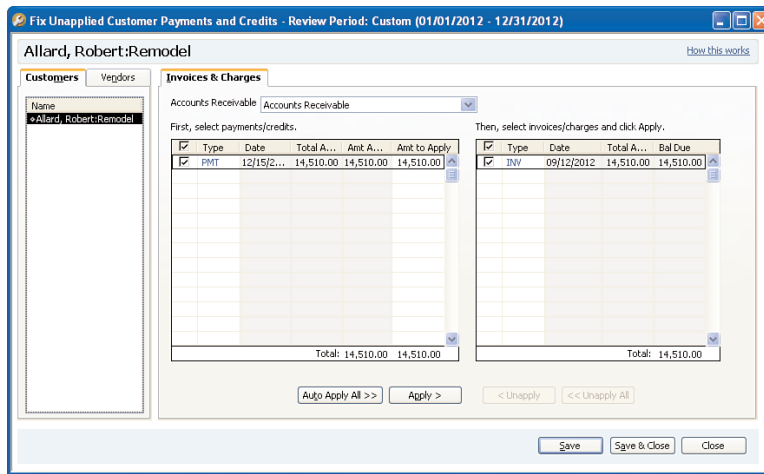 Fix Unapplied Customer Payments and Credits - Review Period: Custom (01/01/2012 - 12/31/2012)
Allard, Robert:Remodel
How this works
Customers Vendors
Invoices & Charges
Name
Allard, Robert:Remodel
Accounts Receivable Accounts Receivable
First, select payments/credits.
Then, select invoices/charges and click Apply.
Type Date Total A... Amt A... Amt to Apply
PMT 12/15/2... 14,510.00 14,510.00 14,510.00
Total: 14,510.00 14,510.00
Type Date Total A... Bal Due
INV 09/12/2012 14,510.00 14,510.00
Total: 14,510.00
Auto Apply All >> Apply > < Unapply << Unapply All
Save Save & Close Close